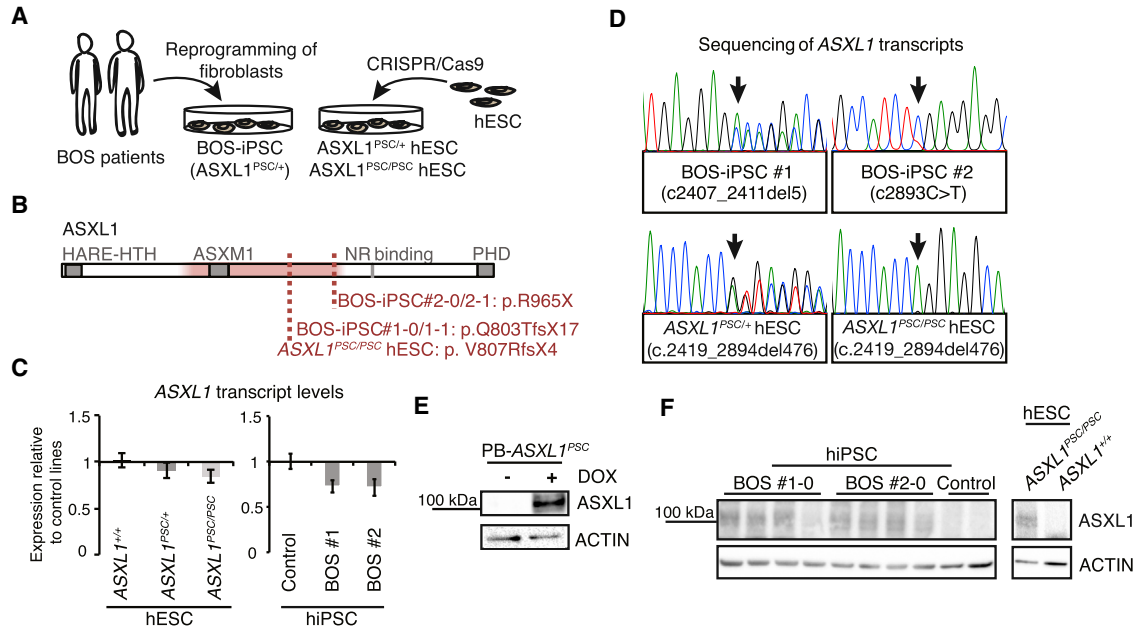 A
Reprogramming of
fibroblasts
CRISPR/Cas9
hESC
BOS patients
BOS-iPSC
(ASXL1PSC/+)
ASXL1PSC/+ hESC
ASXL1PSC/PSC hESC
B
ASXL1
HARE-HTH
ASXM1
NR binding
PHD
BOS-iPSC#2-0/2-1: p.R965X
BOS-iPSC#1-0/1-1: p.Q803TfsX17
ASXL1PSC/PSC hESC: p. V807RfsX4
C
ASXL1 transcript levels
Expression relative
to control lines
1.5
1
0.5
0
ASXL1+/+
ASXL1PSC/+
ASXL1PSC/PSC
hESC
1.5
1
0.5
0
Control
BOS #1
BOS #2
hiPSC
D
Sequencing of ASXL1 transcripts
BOS-iPSC #1
(c2407_2411del5)
BOS-iPSC #2
(c2893C>T)
ASXL1PSC/+ hESC
(c.2419_2894del476)
ASXL1PSC/PSC hESC
(c.2419_2894del476)
E
PB-ASXL1PSC
- + DOX
100 kDa
ASXL1
ACTIN
F
hiPSC
BOS #1-0
BOS #2-0
Control
hESC
ASXL1PSC/PSC
ASXL1+/+
100 kDa
ASXL1
ACTIN